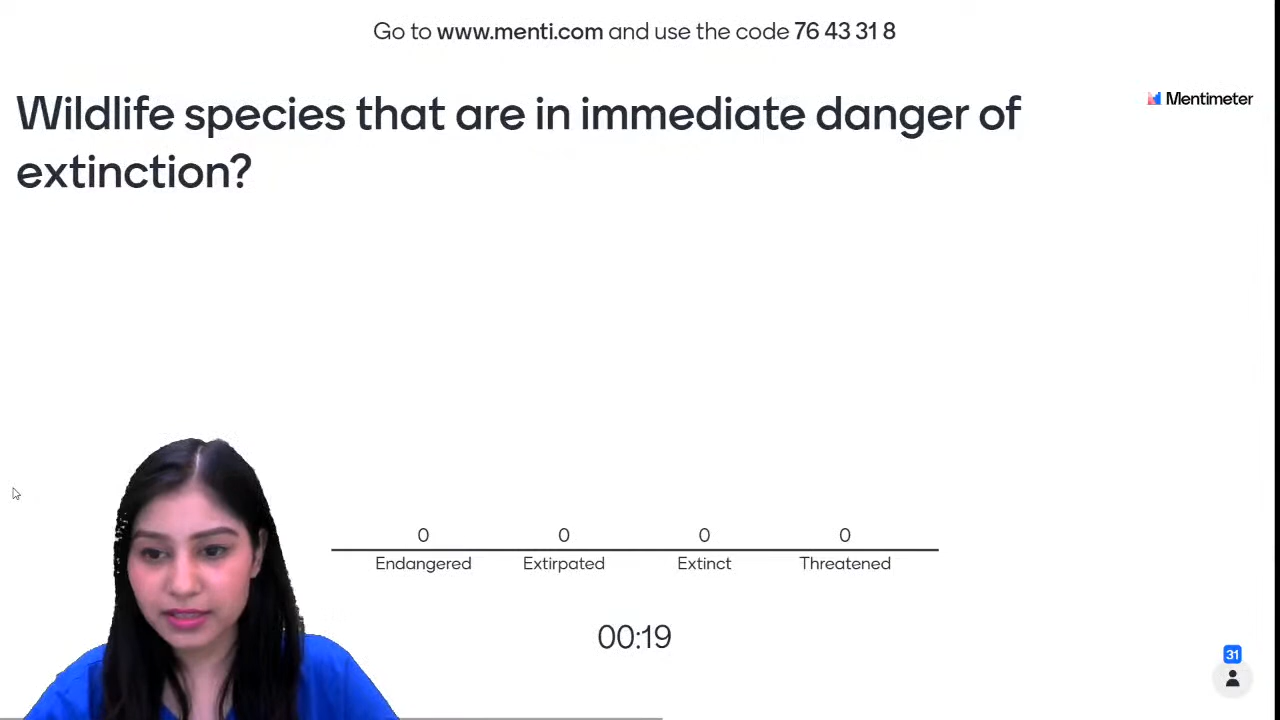 Go to www.menti.com and use the code 76 43 31 8
Mentimeter
Wildlife species that are in immediate danger of
extinction?
0 0 0 0
Endangered Extirpated Extinct Threatened
00:19
31